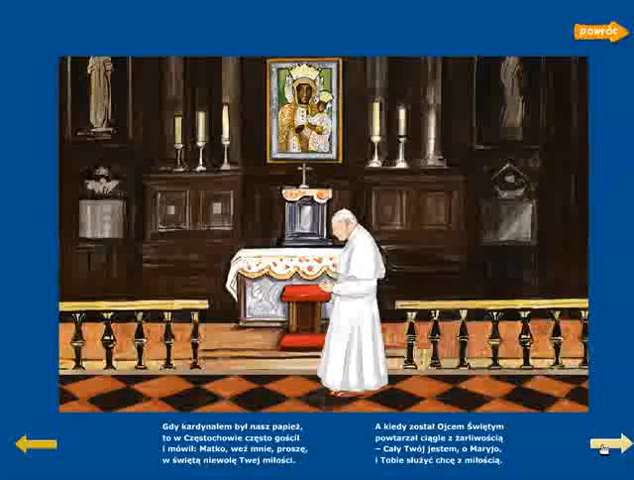 powrót
Gdy kardynałem był nasz papież,
to w Częstochowie często gościł
i mówił: Matko, weź mnie, proszę,
w świętą niewolę Twej miłości.
A kiedy został Ojcem Świętym
powtarzał ciągle z żarliwością
– Cały Twój jestem, o Maryjo,
i Tobie służyć chcę z miłością.